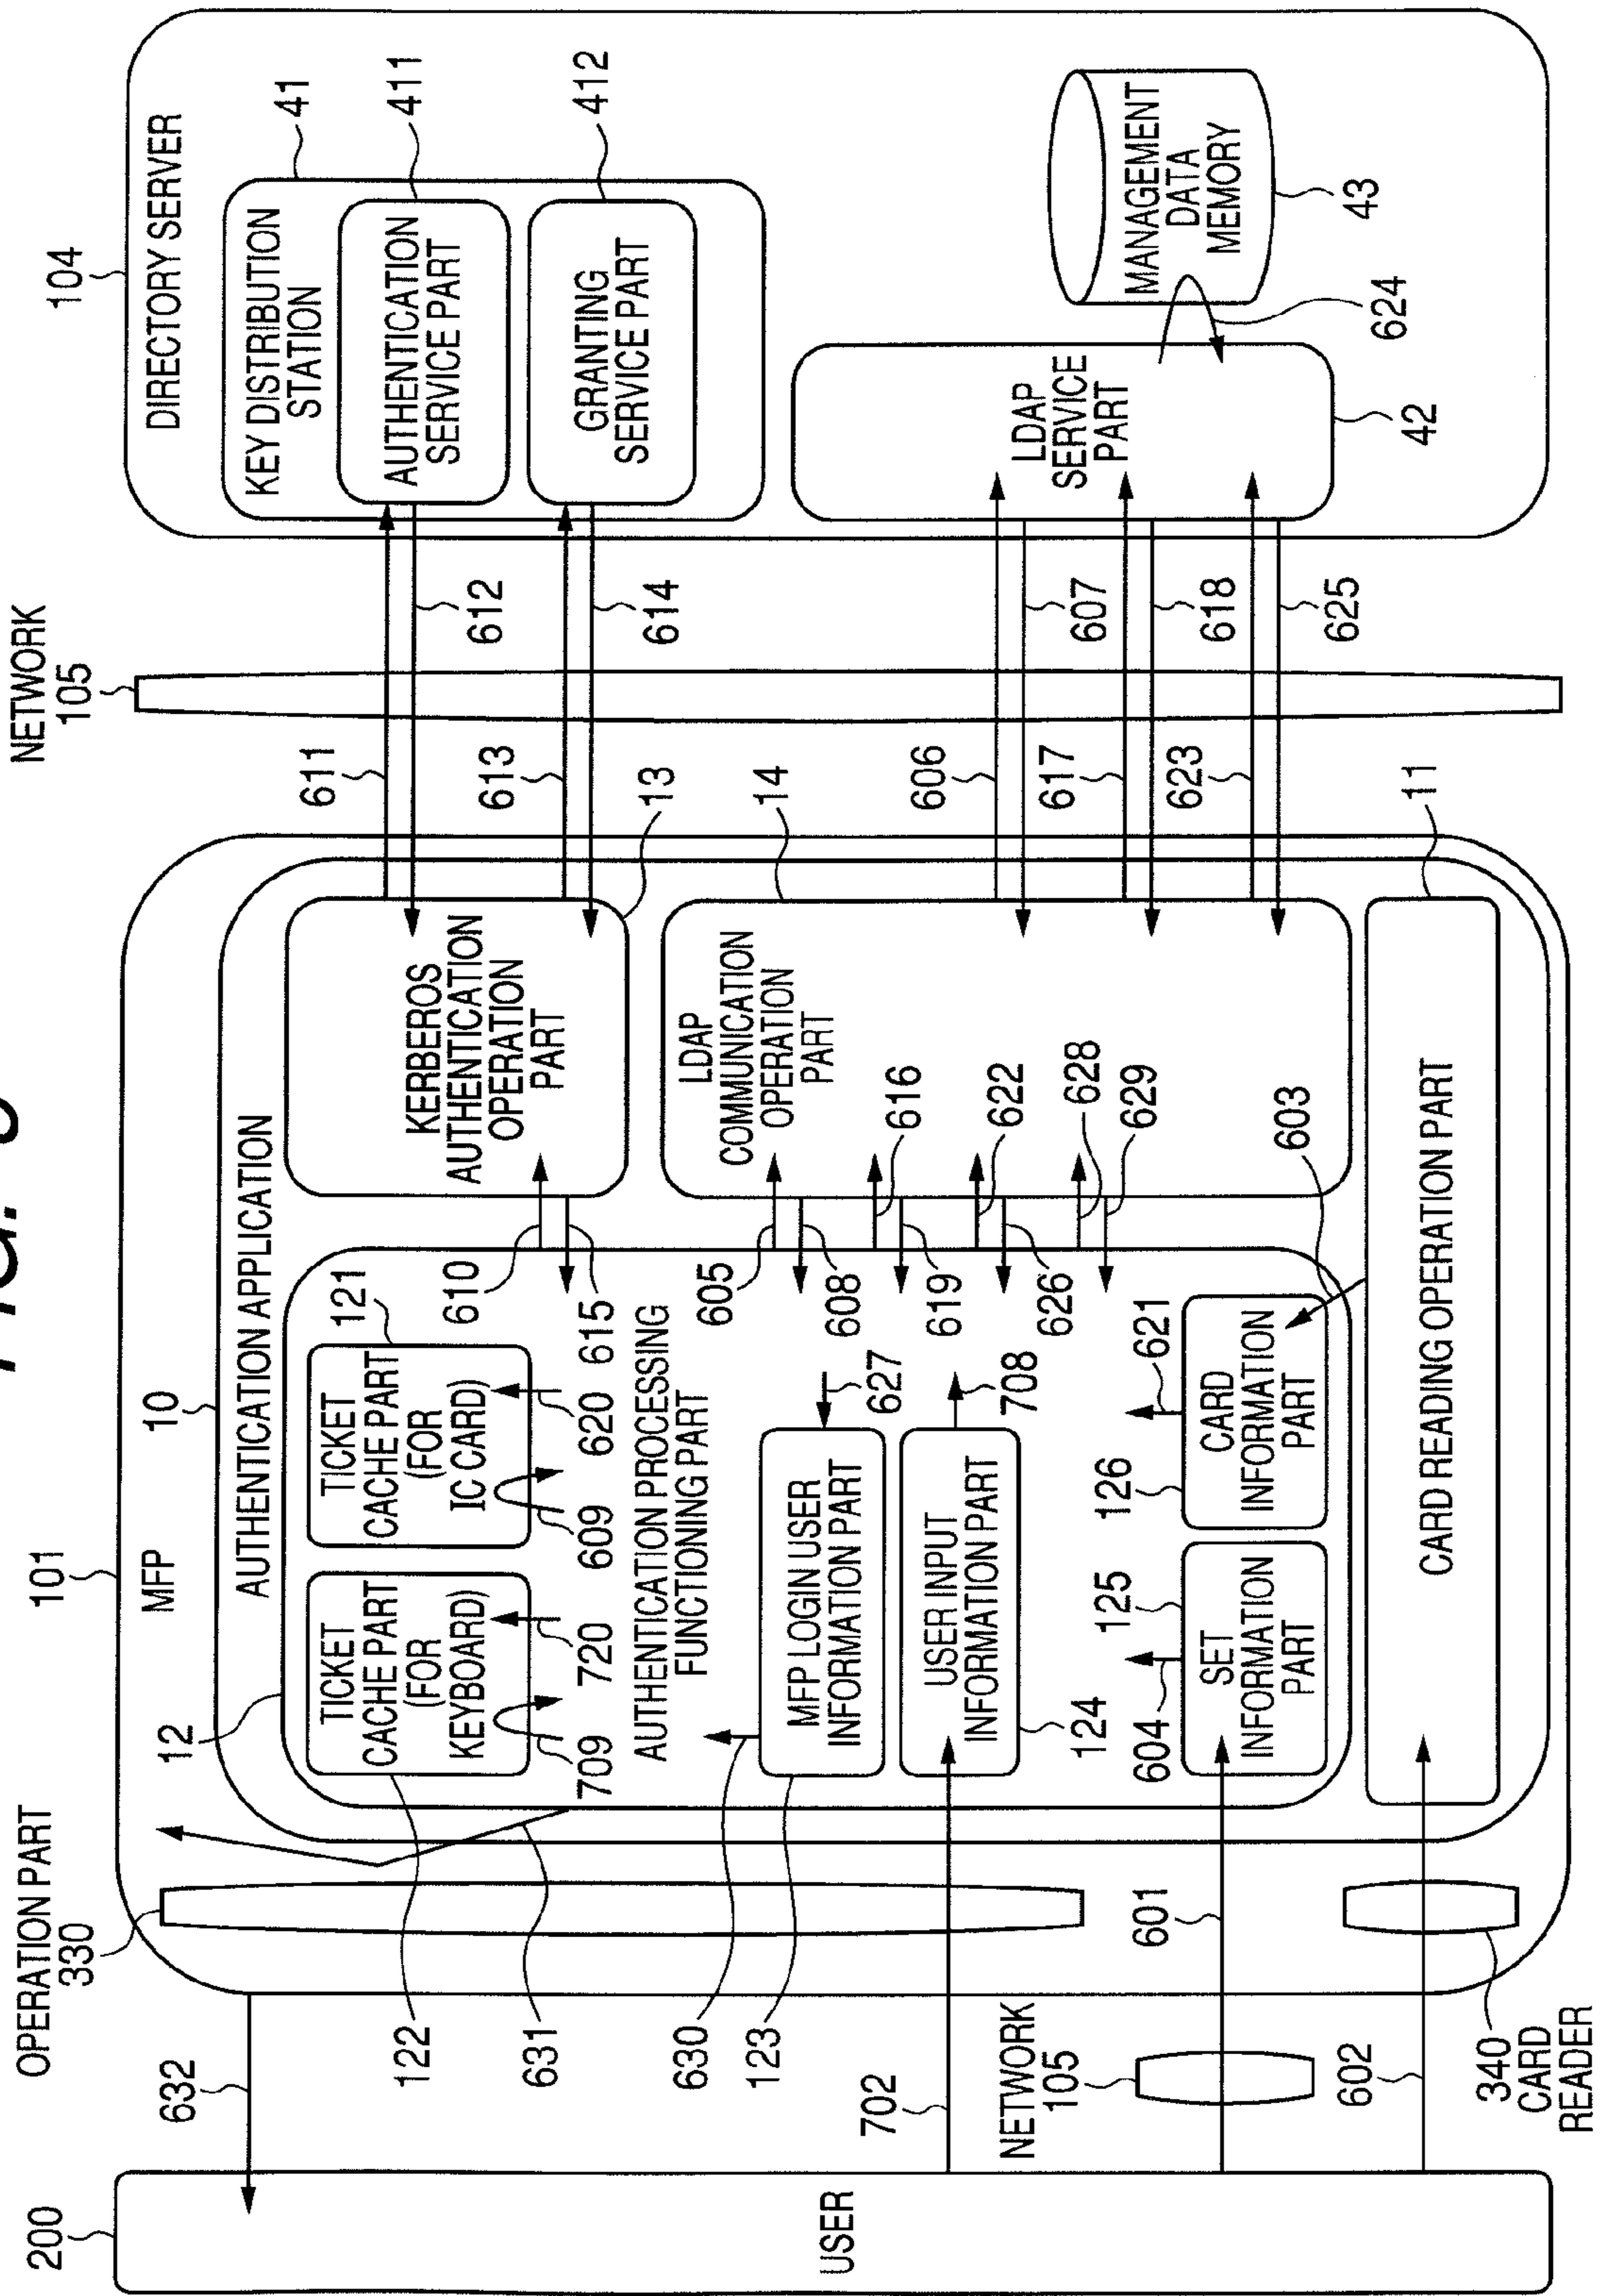 101
10
MFP
AUTHENTICATION APPLICATION
12
TICKET
CACHE PART
(FOR
KEYBOARD)
709
720
TICKET
CACHE PART
(FOR
IC CARD)
121
609
620
610
615
AUTHENTICATION PROCESSING
FUNCTIONING PART
MFP LOGIN USER
INFORMATION PART
627
USER INPUT
INFORMATION PART
708
124
604
125
SET
INFORMATION
PART
126
621
CARD
INFORMATION
PART
603
605
608
616
619
622
626
628
629
KERBEROS
AUTHENTICATION
OPERATION
PART
13
LDAP
COMMUNICATION
OPERATION
PART
14
CARD READING OPERATION PART
11
OPERATION PART
330
200
USER
632
122
631
630
123
702
NETWORK
105
601
602
340
CARD
READER
NETWORK
105
611
612
613
614
606
607
617
618
623
625
104
DIRECTORY SERVER
KEY DISTRIBUTION
STATION
41
AUTHENTICATION
SERVICE PART
411
GRANTING
SERVICE PART
412
LDAP
SERVICE
PART
42
MANAGEMENT
DATA
MEMORY
43
624